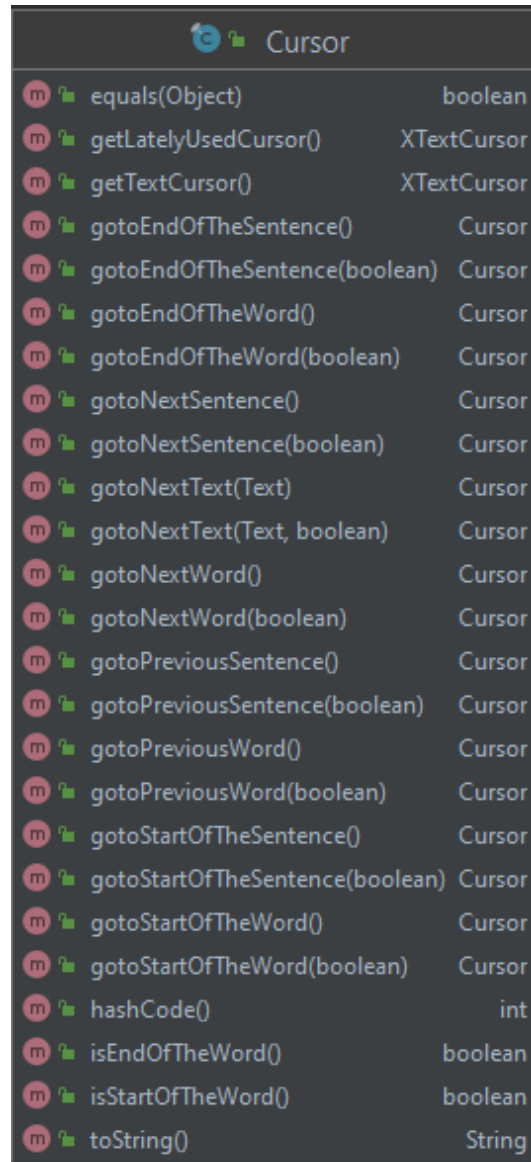 Cursor
equals(Object) boolean
getLatelyUsedCursor() XTextCursor
getTextCursor() XTextCursor
gotoEndOfTheSentence() Cursor
gotoEndOfTheSentence(boolean) Cursor
gotoEndOfTheWord() Cursor
gotoEndOfTheWord(boolean) Cursor
gotoNextSentence() Cursor
gotoNextSentence(boolean) Cursor
gotoNextText(Text) Cursor
gotoNextText(Text, boolean) Cursor
gotoNextWord() Cursor
gotoNextWord(boolean) Cursor
gotoPreviousSentence() Cursor
gotoPreviousSentence(boolean) Cursor
gotoPreviousWord() Cursor
gotoPreviousWord(boolean) Cursor
gotoStartOfTheSentence() Cursor
gotoStartOfTheSentence(boolean) Cursor
gotoStartOfTheWord() Cursor
gotoStartOfTheWord(boolean) Cursor
hashCode() int
isEndOfTheWord() boolean
isStartOfTheWord() boolean
toString() String